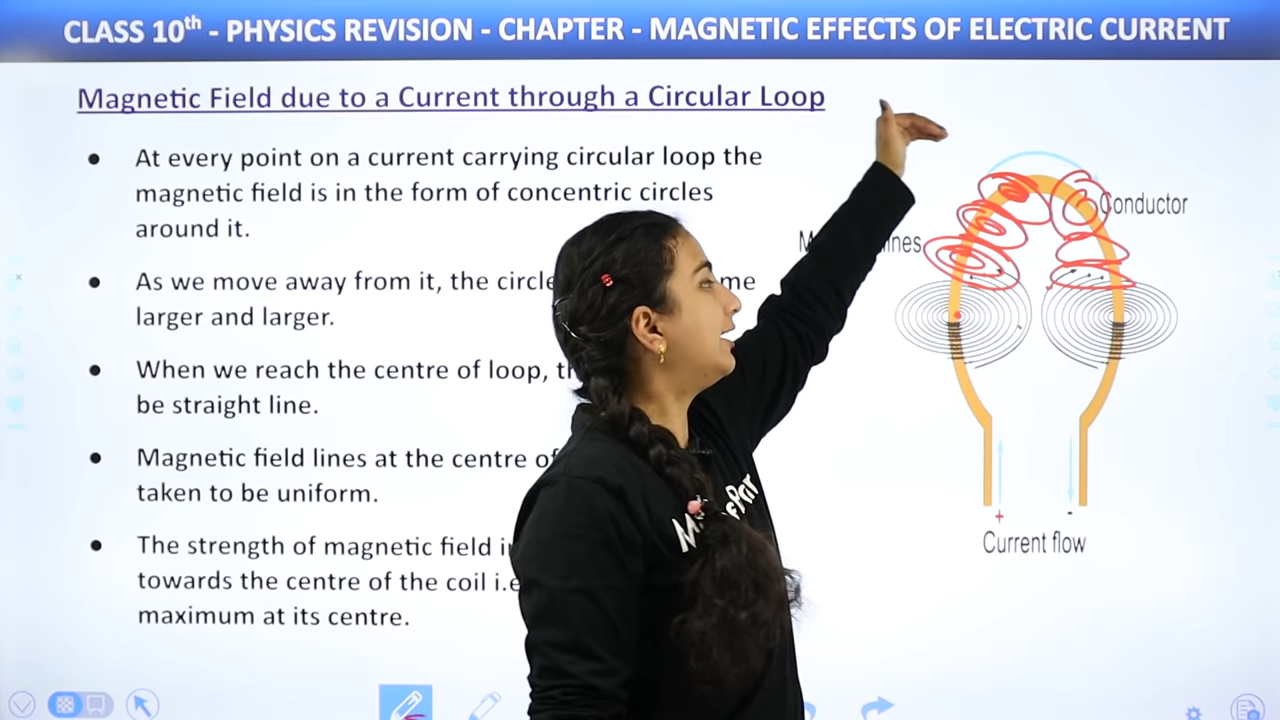 CLASS 10th - PHYSICS REVISION - CHAPTER - MAGNETIC EFFECTS OF ELECTRIC CURRENT
Magnetic Field due to a Current through a Circular Loop
At every point on a current carrying circular loop the
magnetic field is in the form of concentric circles
around it.
As we move away from it, the
larger and larger.
When we reach the centre of loop,
be straight line.
Magnetic field lines at the centre of
taken to be uniform.
The strength of magnetic field
towards the centre of the coil i.e
maximum at its centre.
Conductor
+ -
Current flow